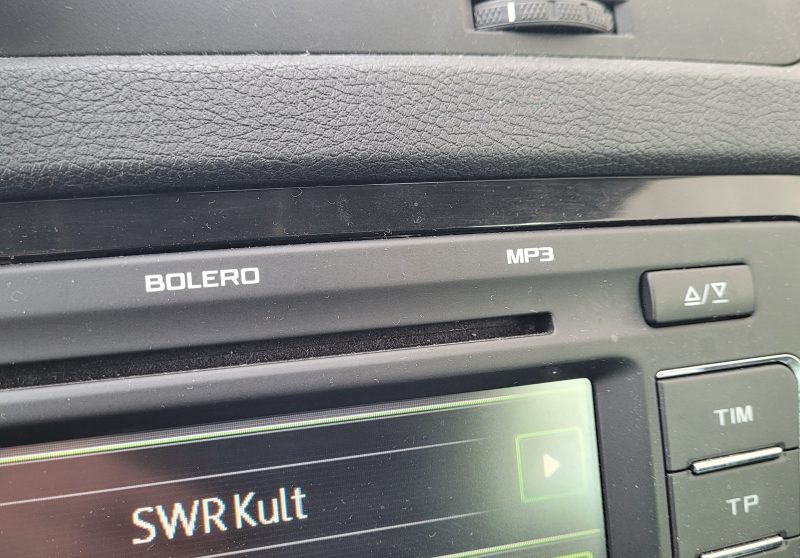 BOLERO
MP3
TIM
SWR Kult
TP